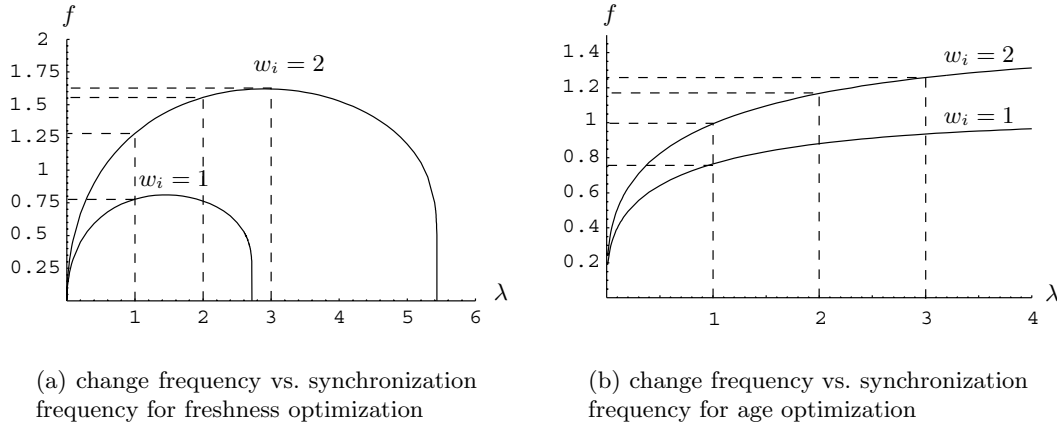 f
2
1.75
1.5
1.25
1
0.75
0.5
0.25
w_i = 2
w_i = 1
1 2 3 4 5 6
λ
(a) change frequency vs. synchronization
frequency for freshness optimization
f
1.4
1.2
1.0
0.8
0.6
0.4
0.2
w_i = 2
w_i = 1
1 2 3 4
λ
(b) change frequency vs. synchronization
frequency for age optimization